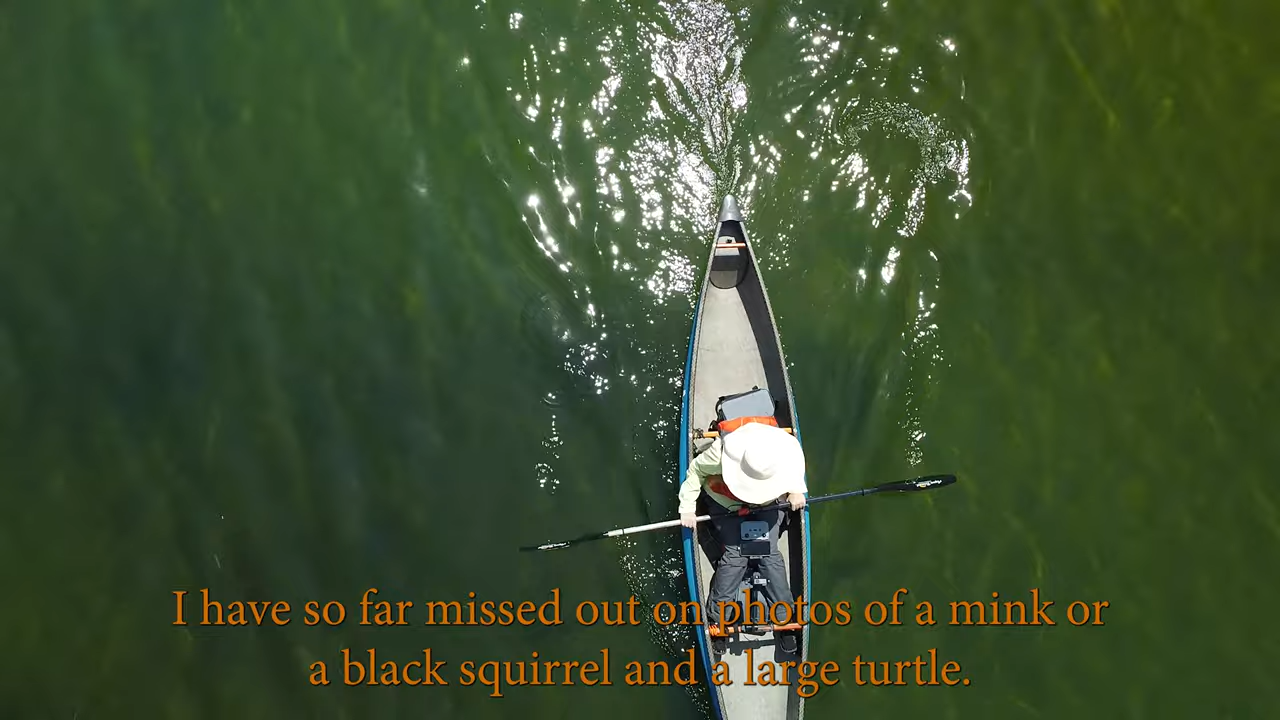 I have so far missed out on photos of a mink or
a black squirrel and a large turtle.